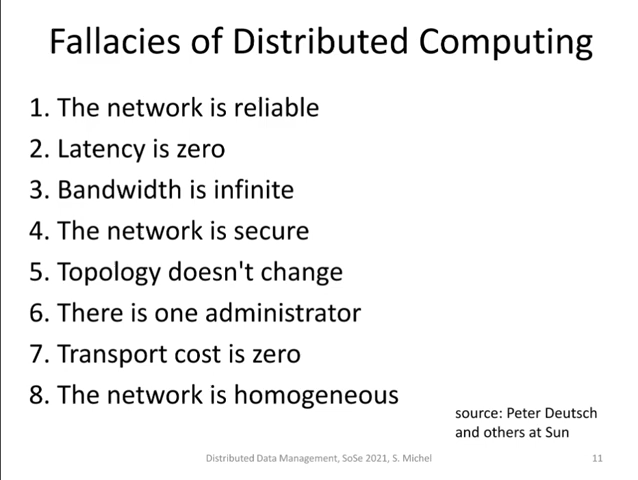 Fallacies of Distributed Computing
1. The network is reliable
2. Latency is zero
3. Bandwidth is infinite
4. The network is secure
5. Topology doesn't change
6. There is one administrator
7. Transport cost is zero
8. The network is homogeneous
source: Peter Deutsch
and others at Sun
Distributed Data Management, SoSe 2021, S. Michel
11